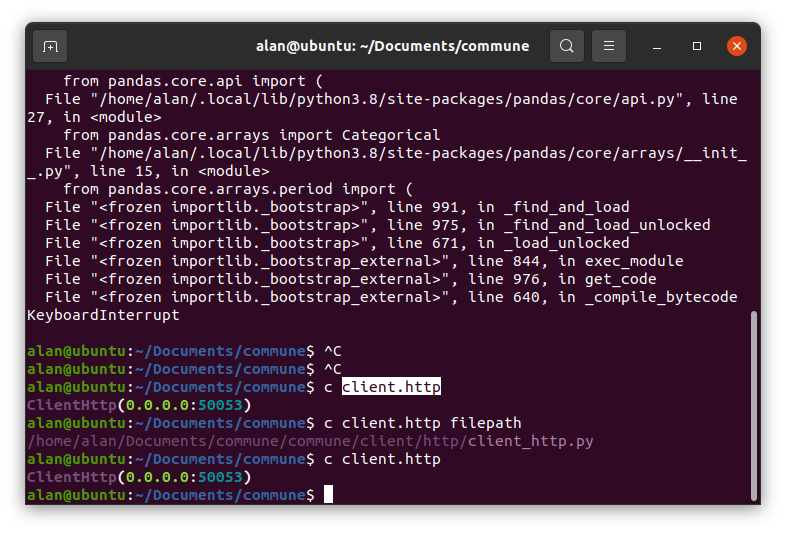 alan@ubuntu: ~/Documents/commune
    from pandas.core.api import (
  File "/home/alan/.local/lib/python3.8/site-packages/pandas/core/api.py", line
27, in <module>
    from pandas.core.arrays import Categorical
  File "/home/alan/.local/lib/python3.8/site-packages/pandas/core/arrays/__init_
_.py", line 15, in <module>
    from pandas.core.arrays.period import (
  File "<frozen importlib._bootstrap>", line 991, in _find_and_load
  File "<frozen importlib._bootstrap>", line 975, in _find_and_load_unlocked
  File "<frozen importlib._bootstrap>", line 671, in _load_unlocked
  File "<frozen importlib._bootstrap_external>", line 844, in exec_module
  File "<frozen importlib._bootstrap_external>", line 976, in get_code
  File "<frozen importlib._bootstrap_external>", line 640, in _compile_bytecode
KeyboardInterrupt
alan@ubuntu:~/Documents/commune$ ^C
alan@ubuntu:~/Documents/commune$ ^C
alan@ubuntu:~/Documents/commune$ c client.http
ClientHttp(0.0.0.0:50053)
alan@ubuntu:~/Documents/commune$ c client.http filepath
/home/alan/Documents/commune/commune/client/http/client_http.py
alan@ubuntu:~/Documents/commune$ c client.http
ClientHttp(0.0.0.0:50053)
alan@ubuntu:~/Documents/commune$